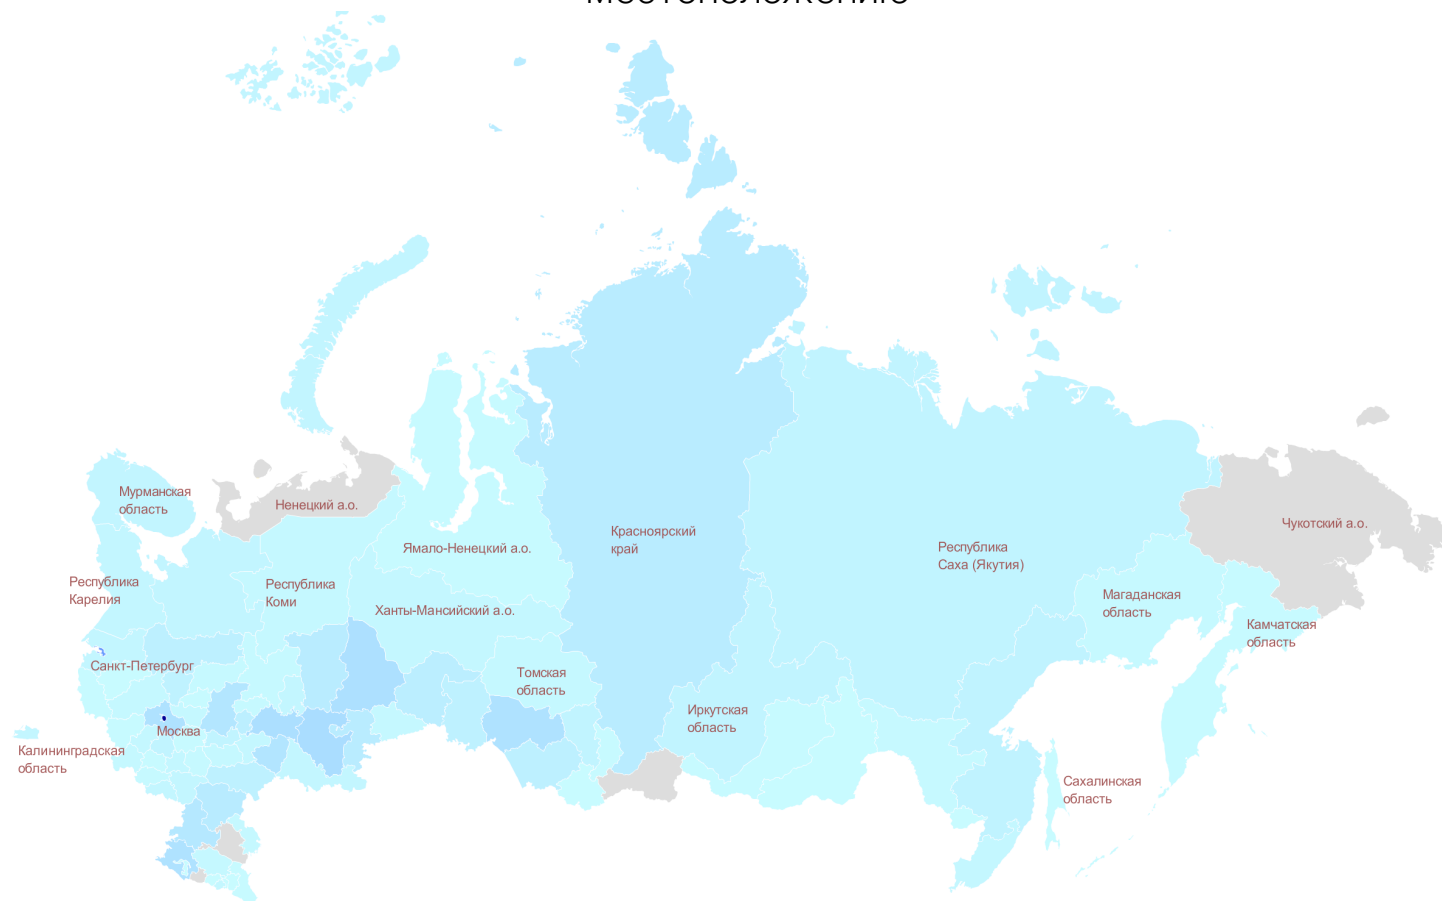 местоположению
Мурманская
область
Ненецкий а.о.
Чукотский а.о.
Красноярский
край
Ямало-Ненецкий а.о.
Республика
Саха (Якутия)
Республика
Карелия
Республика
Коми
Ханты-Мансийский а.о.
Магаданская
область
Камчатская
область
Санкт-Петербург
Томская
область
Иркутская
область
Москва
Калининградская
область
Сахалинская
область